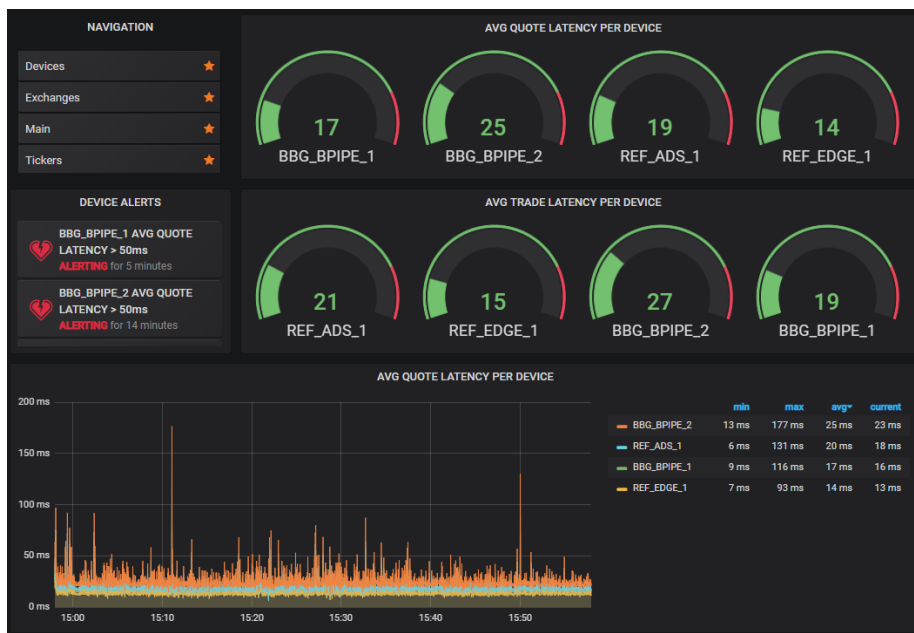 NAVIGATION
Devices
Exchanges
Main
Tickers
AVG QUOTE LATENCY PER DEVICE
17
BBG_BPIPE_1
25
BBG_BPIPE_2
19
REF_ADS_1
14
REF_EDGE_1
DEVICE ALERTS
BBG_BPIPE_1 AVG QUOTE
LATENCY > 50ms
ALERTING for 5 minutes
BBG_BPIPE_2 AVG QUOTE
LATENCY > 50ms
ALERTING for 14 minutes
AVG TRADE LATENCY PER DEVICE
21
REF_ADS_1
15
REF_EDGE_1
27
BBG_BPIPE_2
19
BBG_BPIPE_1
AVG QUOTE LATENCY PER DEVICE
200 ms
150 ms
100 ms
50 ms
0 ms
15:00 15:10 15:20 15:30 15:40 15:50
min max avg current
BBG_BPIPE_2 13 ms 177 ms 25 ms 23 ms
REF_ADS_1 6 ms 131 ms 20 ms 18 ms
BBG_BPIPE_1 9 ms 116 ms 17 ms 16 ms
REF_EDGE_1 7 ms 93 ms 14 ms 13 ms